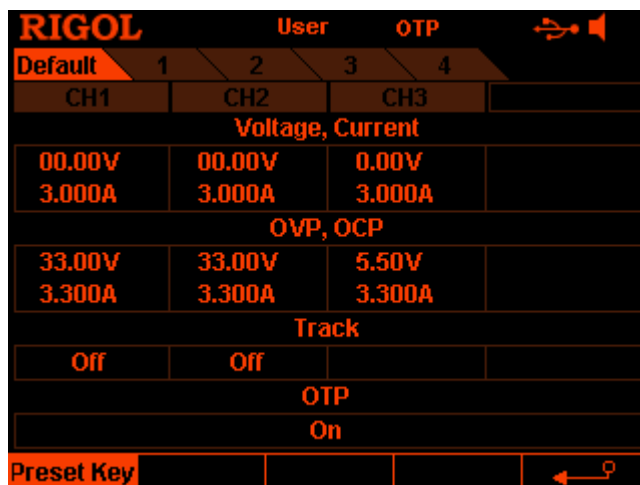 RIGOL User OTP
Default 1 2 3 4
CH1 CH2 CH3
Voltage, Current
00.00V 00.00V 0.00V
3.000A 3.000A 3.000A
OVP, OCP
33.00V 33.00V 5.50V
3.300A 3.300A 3.300A
Track
Off Off
OTP
On
Preset Key